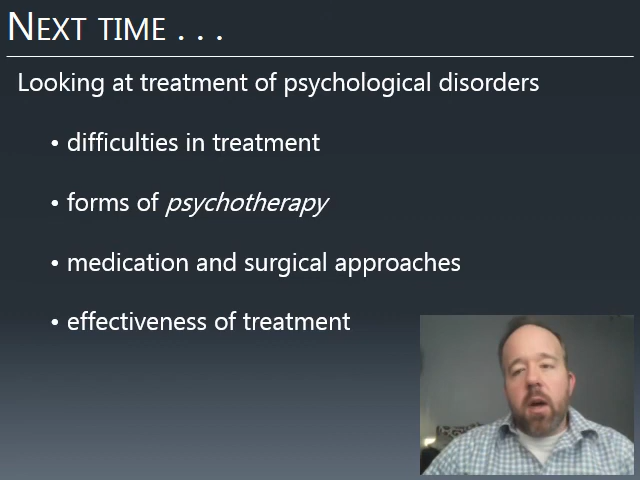 NEXT TIME . . .
Looking at treatment of psychological disorders
• difficulties in treatment
• forms of psychotherapy
• medication and surgical approaches
• effectiveness of treatment